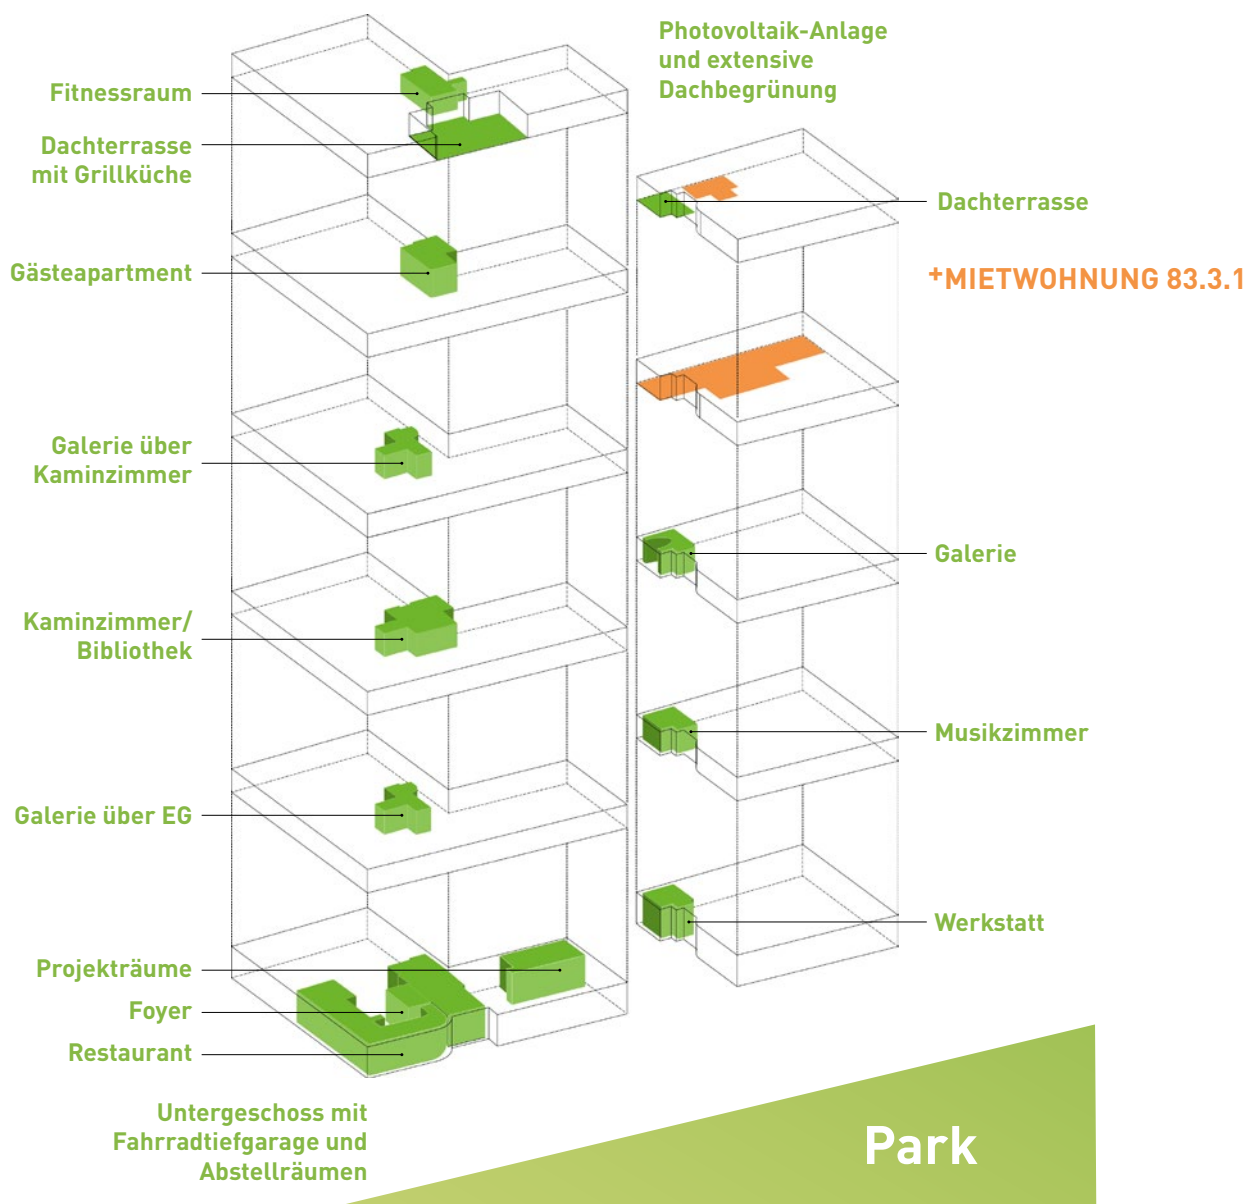 Photovoltaik-Anlage
und extensive
Dachbegrünung
Fitnessraum
Dachterrasse
mit Grillküche
Dachterrasse
Gästeapartment
+MIETWOHNUNG 83.3.1
Galerie über
Kaminzimmer
Galerie
Kaminzimmer/
Bibliothek
Musikzimmer
Galerie über EG
Werkstatt
Projekträume
Foyer
Restaurant
Untergeschoss mit
Fahrradtiefgarage und
Abstellräumen
Park